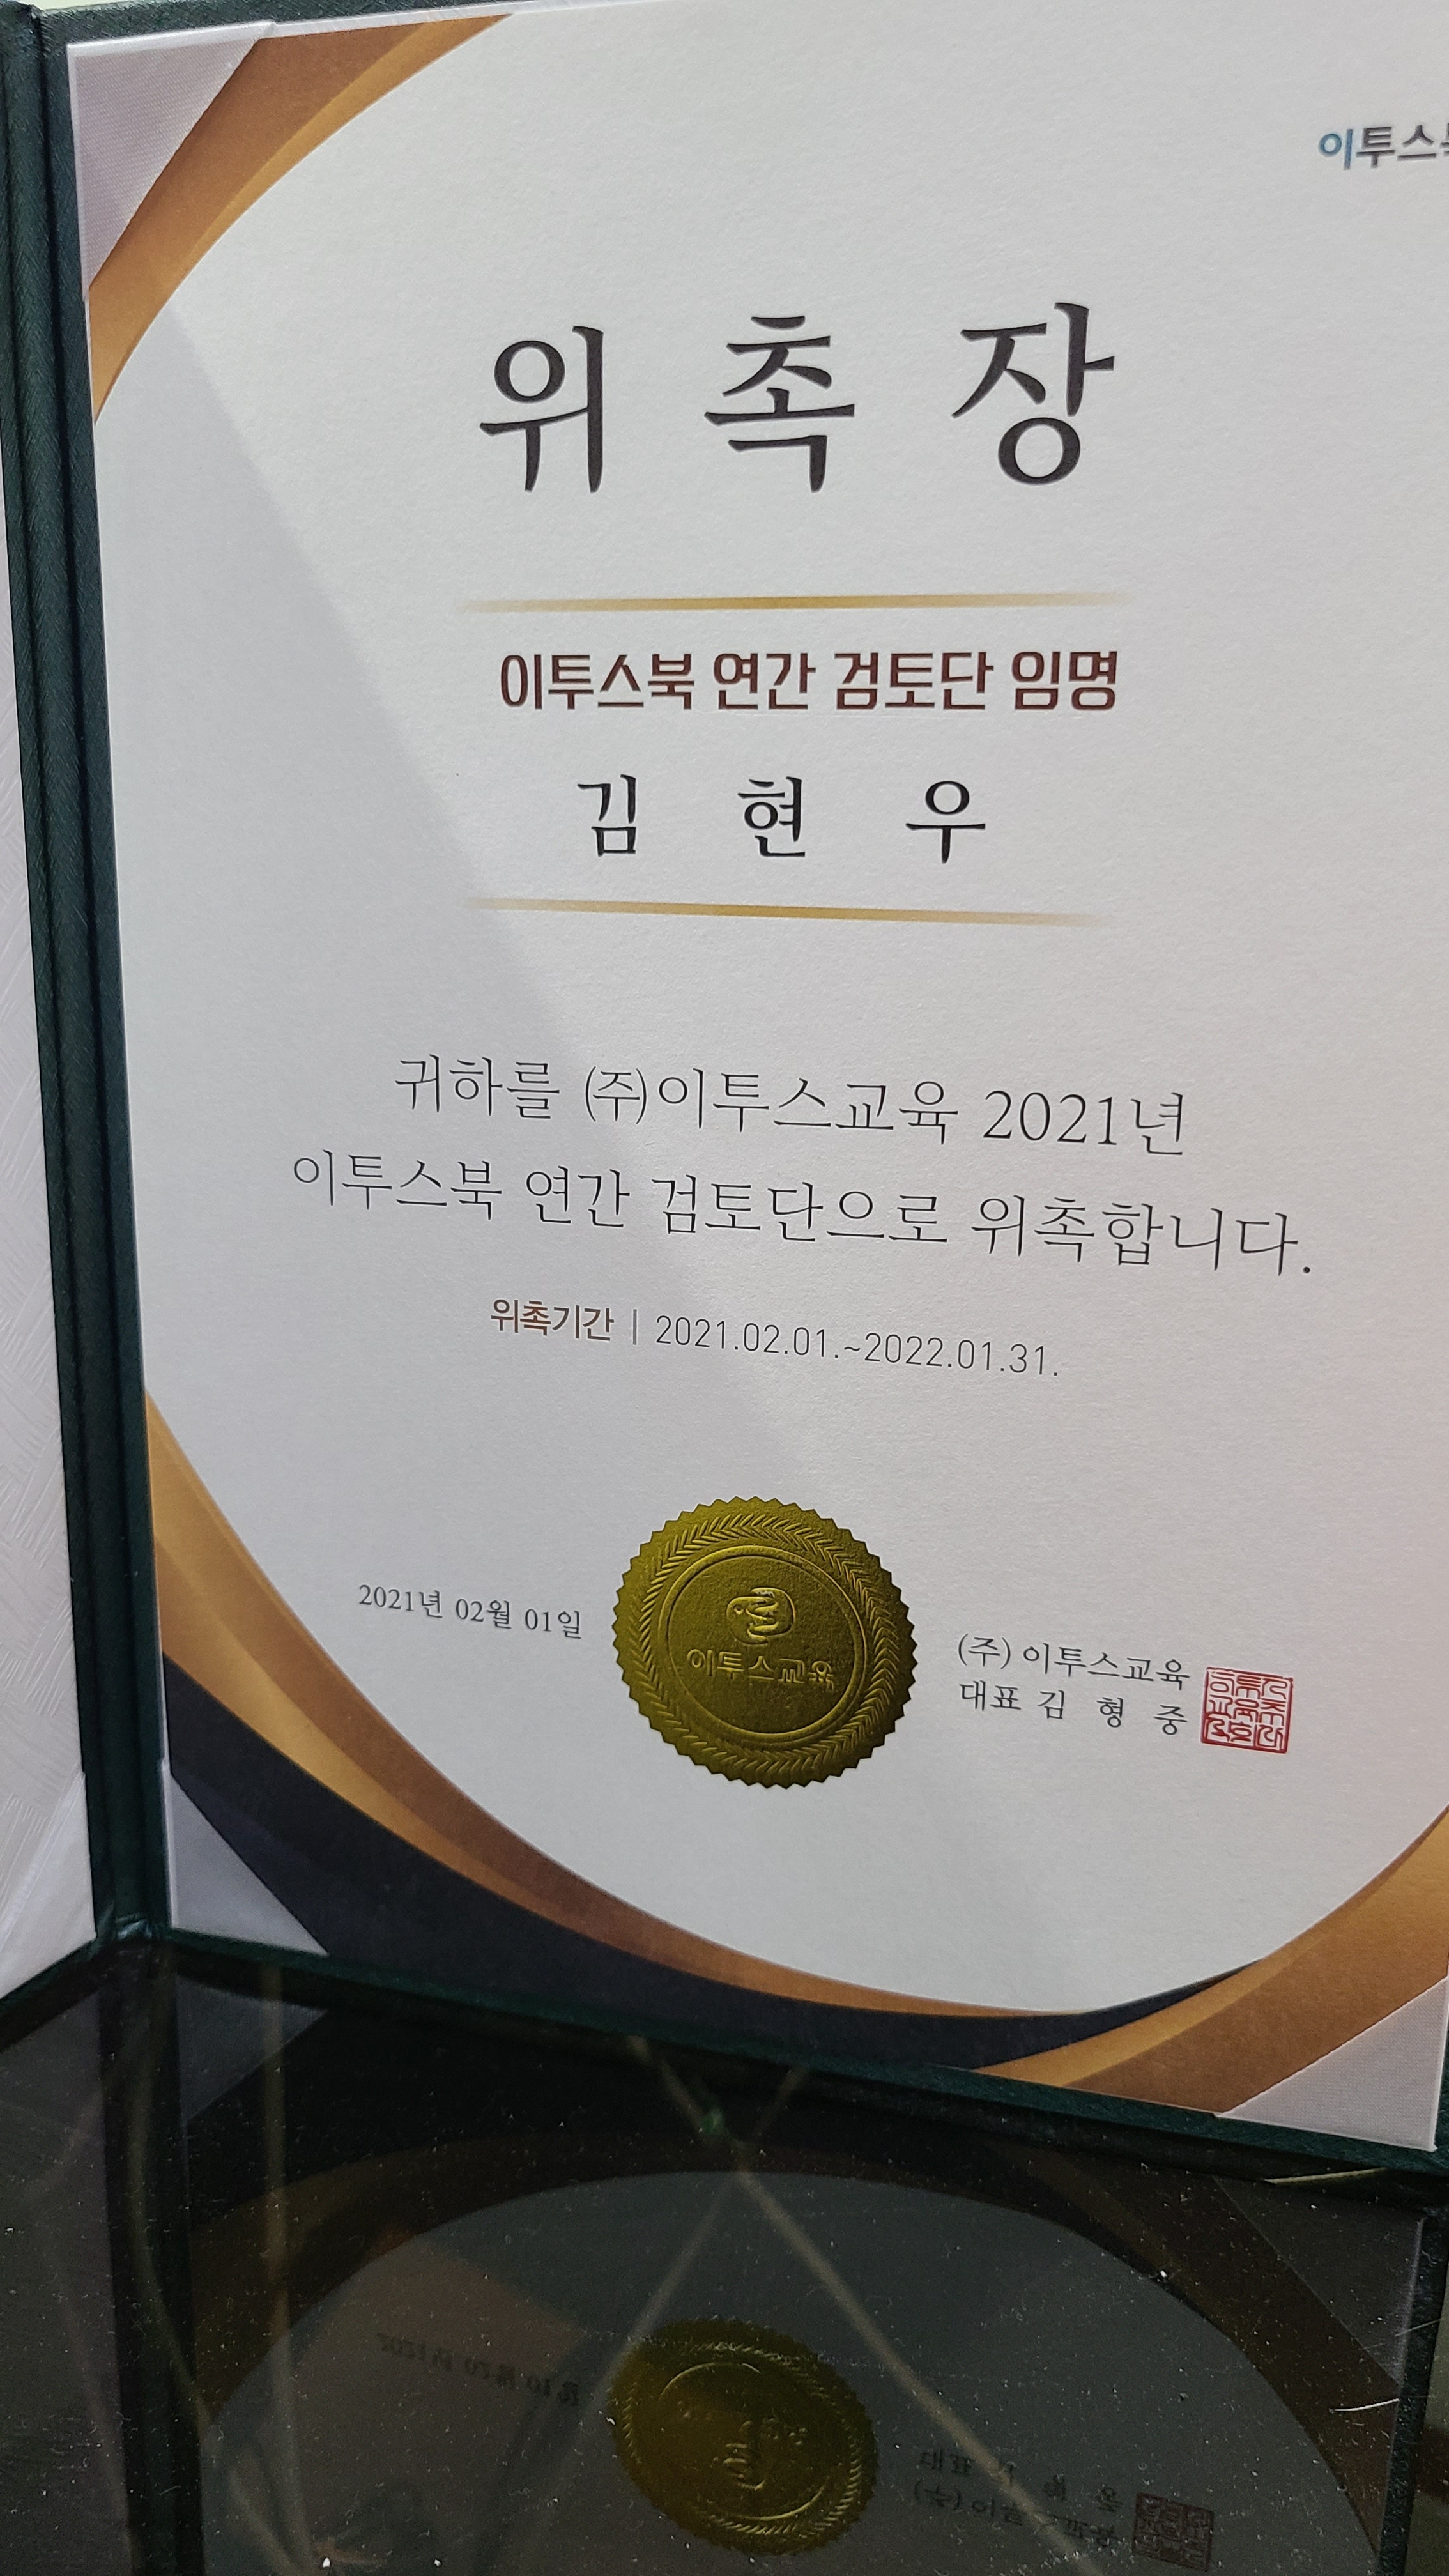 이투스
위 촉 장
이투스북 연간 검토단 임명
김 현 우
귀하를 ㈜이투스교육 2021년
이투스북 연간 검토단으로 위촉합니다.
위촉기간 | 2021.02.01.~2022.01.31.
2021년 02월 01일
이투스교육
(주) 이투스교육
대표 김 형 중